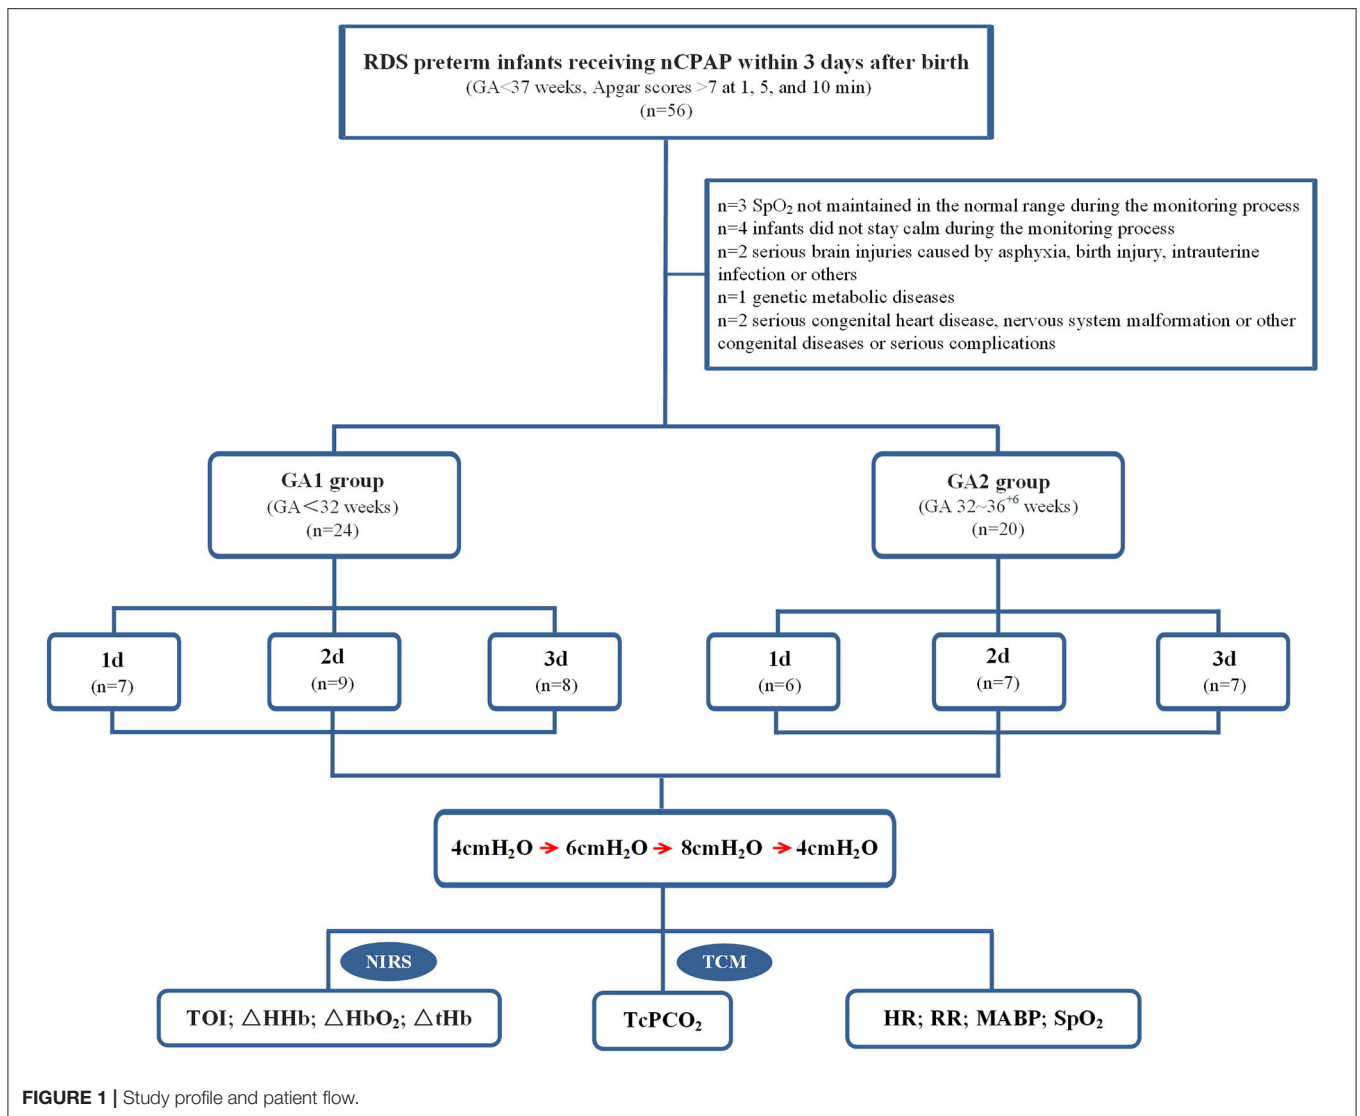 RDS preterm infants receiving nCPAP within 3 days after birth
(GA<37 weeks, Apgar scores >7 at 1, 5, and 10 min)
(n=56)
n=3 SpO₂ not maintained in the normal range during the monitoring process
n=4 infants did not stay calm during the monitoring process
n=2 serious brain injuries caused by asphyxia, birth injury, intrauterine
infection or others
n=1 genetic metabolic diseases
n=2 serious congenital heart disease, nervous system malformation or other
congenital diseases or serious complications
GA1 group
(GA<32 weeks)
(n=24)
GA2 group
(GA 32~36⁺⁶ weeks)
(n=20)
1d
(n=7)
2d
(n=9)
3d
(n=8)
1d
(n=6)
2d
(n=7)
3d
(n=7)
4cmH₂O → 6cmH₂O → 8cmH₂O → 4cmH₂O
NIRS
TCM
TOI; △HHb; △HbO₂; △tHb
TcPCO₂
HR; RR; MABP; SpO₂
FIGURE 1 | Study profile and patient flow.